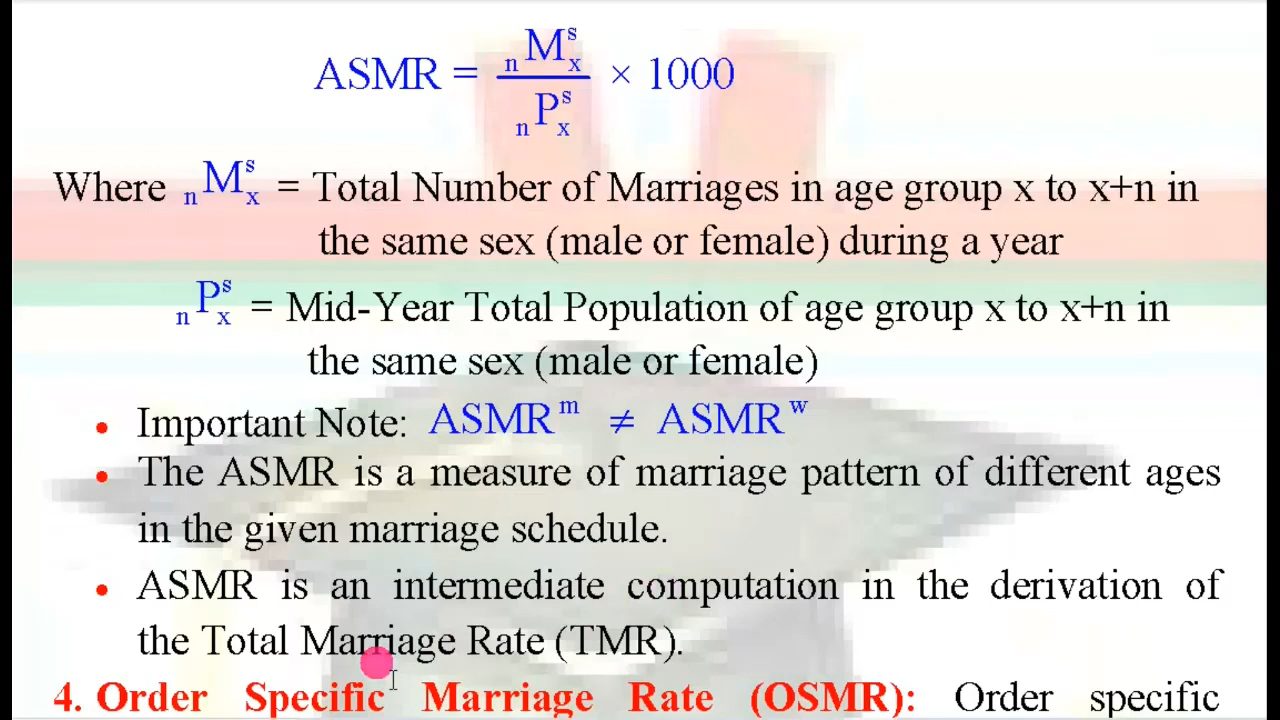 ASMR = ₙMₓˢ / ₙPₓˢ × 1000
Where ₙMₓˢ = Total Number of Marriages in age group x to x+n in
the same sex (male or female) during a year
ₙPₓˢ = Mid-Year Total Population of age group x to x+n in
the same sex (male or female)
• Important Note: ASMRᵐ ≠ ASMRʷ
• The ASMR is a measure of marriage pattern of different ages
in the given marriage schedule.
• ASMR is an intermediate computation in the derivation of
the Total Marriage Rate (TMR).
4. Order Specific Marriage Rate (OSMR): Order specific